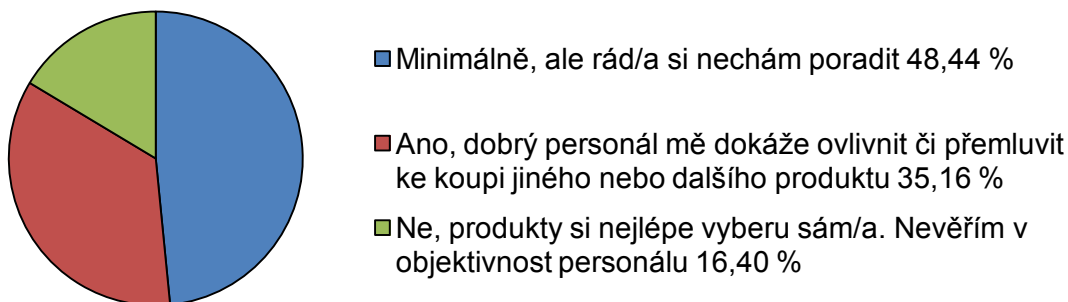 Minimálně, ale rád/a si nechám poradit 48,44 %
Ano, dobrý personál mě dokáže ovlivnit či přemluvit
ke koupi jiného nebo dalšího produktu 35,16 %
Ne, produkty si nejlépe vyberu sám/a. Nevěřím v
objektivnost personálu 16,40 %